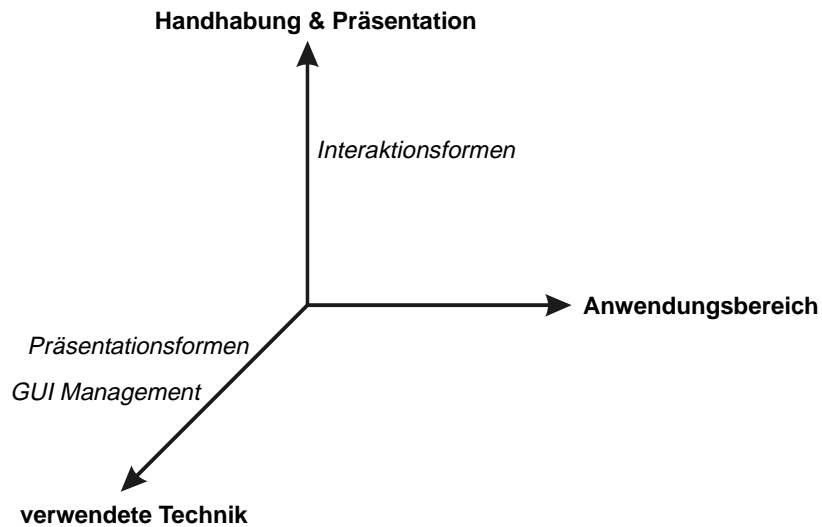 Handhabung & Präsentation
Interaktionsformen
Anwendungsbereich
Präsentationsformen
GUI Management
verwendete Technik